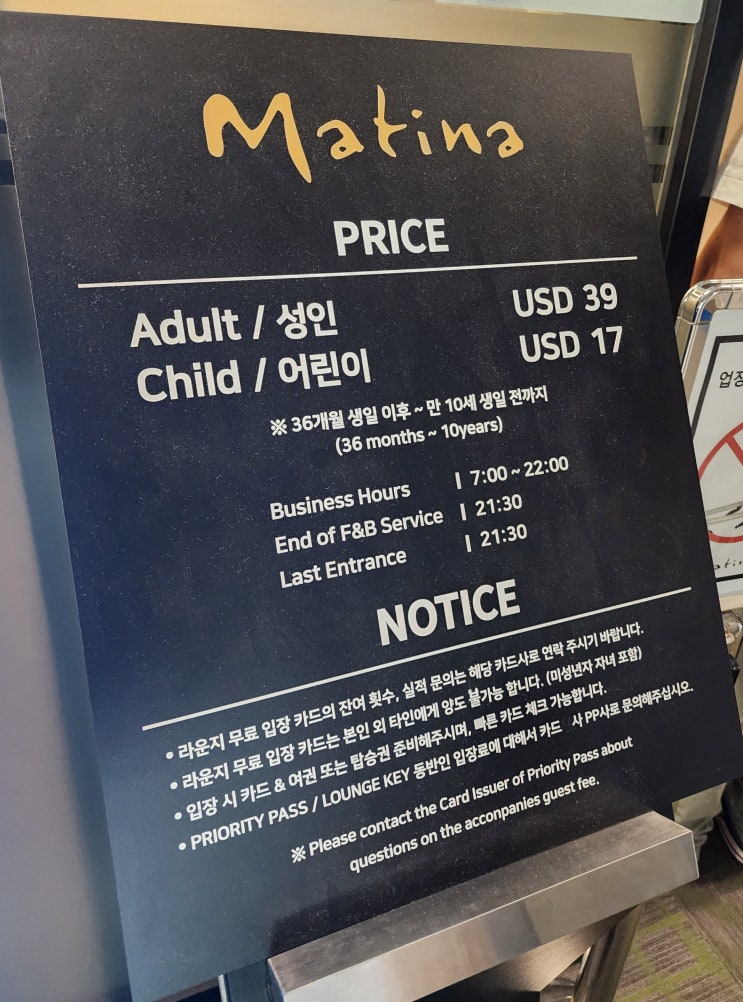 Matina
PRICE
Adult / 성인 USD 39
Child / 어린이 USD 17
※ 36개월 생일 이후 ~ 만 10세 생일 전까지
(36 months ~ 10years)
Business Hours | 7:00 ~ 22:00
End of F&B Service | 21:30
Last Entrance | 21:30
NOTICE
• 라운지 무료 입장 카드의 잔여 횟수, 실적 문의는 해당 카드사로 연락 주시기 바랍니다.
• 라운지 무료 입장 카드는 본인 외 타인에게 양도 불가능 합니다. (미성년자 자녀 포함)
• 입장 시 카드 & 여권 또는 탑승권 준비해주시며, 빠른 카드 체크 가능합니다.
• PRIORITY PASS / LOUNGE KEY 동반인 입장료에 대해서 카드 사 PP사로 문의해주십시오.
※ Please contact the Card Issuer of Priority Pass about
questions on the acconpanies guest fee.
업장